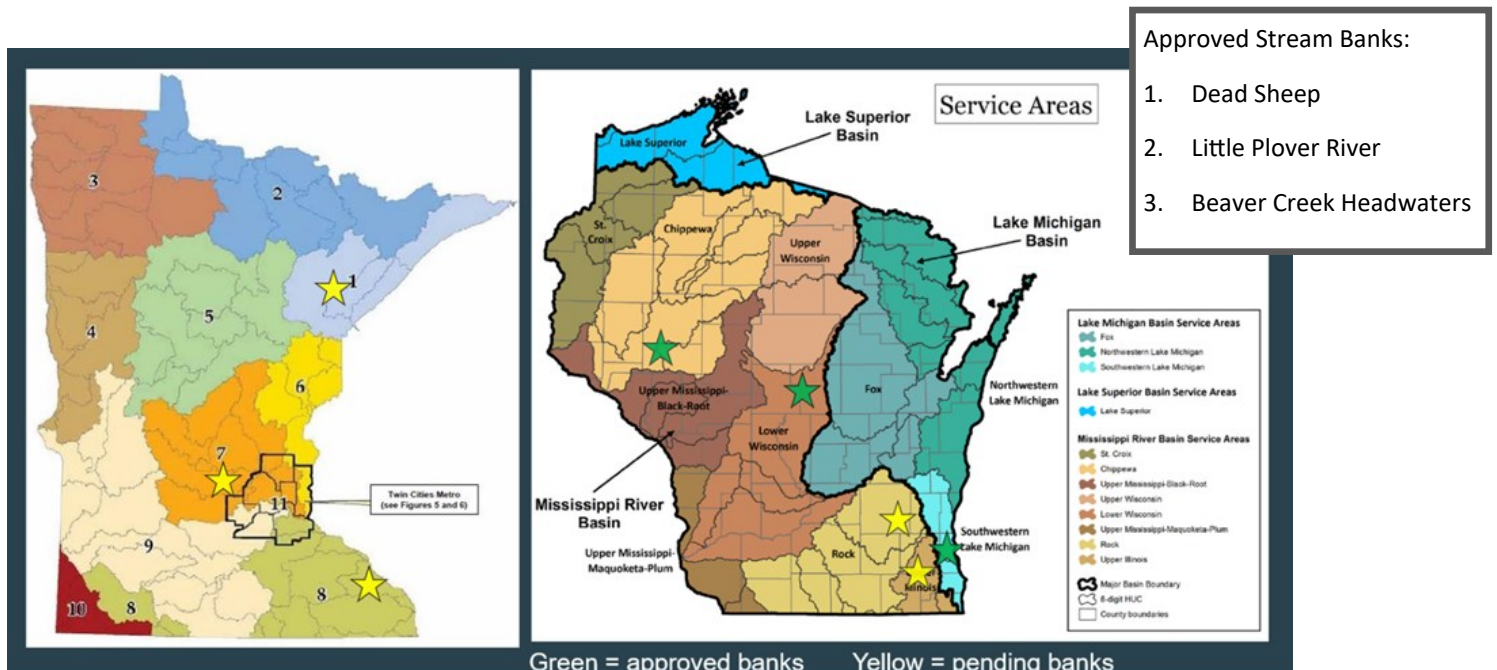 Approved Stream Banks:
1. Dead Sheep
2. Little Plover River
3. Beaver Creek Headwaters
3
2
1
4
5
6
7
11
Twin Cities Metro
(see Figures 5 and 6)
9
8
10
8
Service Areas
Lake Superior
Basin
Lake Superior
St.
Croix
Chippewa
Upper
Wisconsin
Lake Michigan
Basin
Fox
Northwestern
Lake Michigan
Upper Mississippi-
Black-Root
Lower
Wisconsin
Mississippi River
Basin
Upper Mississippi-
Maquoketa-Plum
Rock
Southwestern
Lake Michigan
Illinois
Lake Michigan Basin Service Areas
Fox
Northwestern Lake Michigan
Southwestern Lake Michigan
Lake Superior Basin Service Areas
Lake Superior
Mississippi River Basin Service Areas
St. Croix
Chippewa
Upper Mississippi-Black-Root
Upper Wisconsin
Lower Wisconsin
Upper Mississippi-Maquoketa-Plum
Rock
Upper Illinois
Major Basin Boundary
8-digit HUC
County boundaries
Green = approved banks Yellow = pending banks